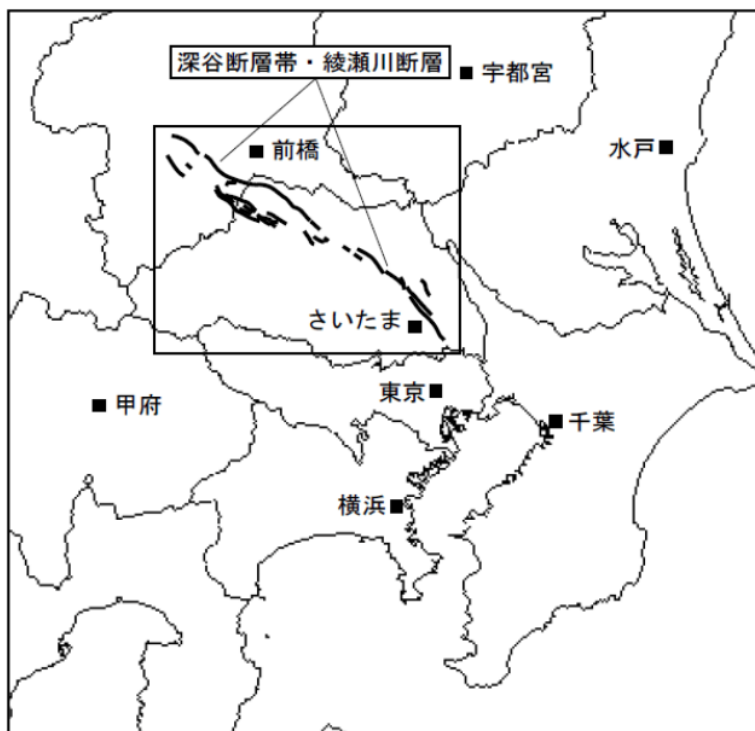 深谷断層帯・綾瀬川断層
宇都宮
前橋
水戸
さいたま
東京
甲府
千葉
横浜